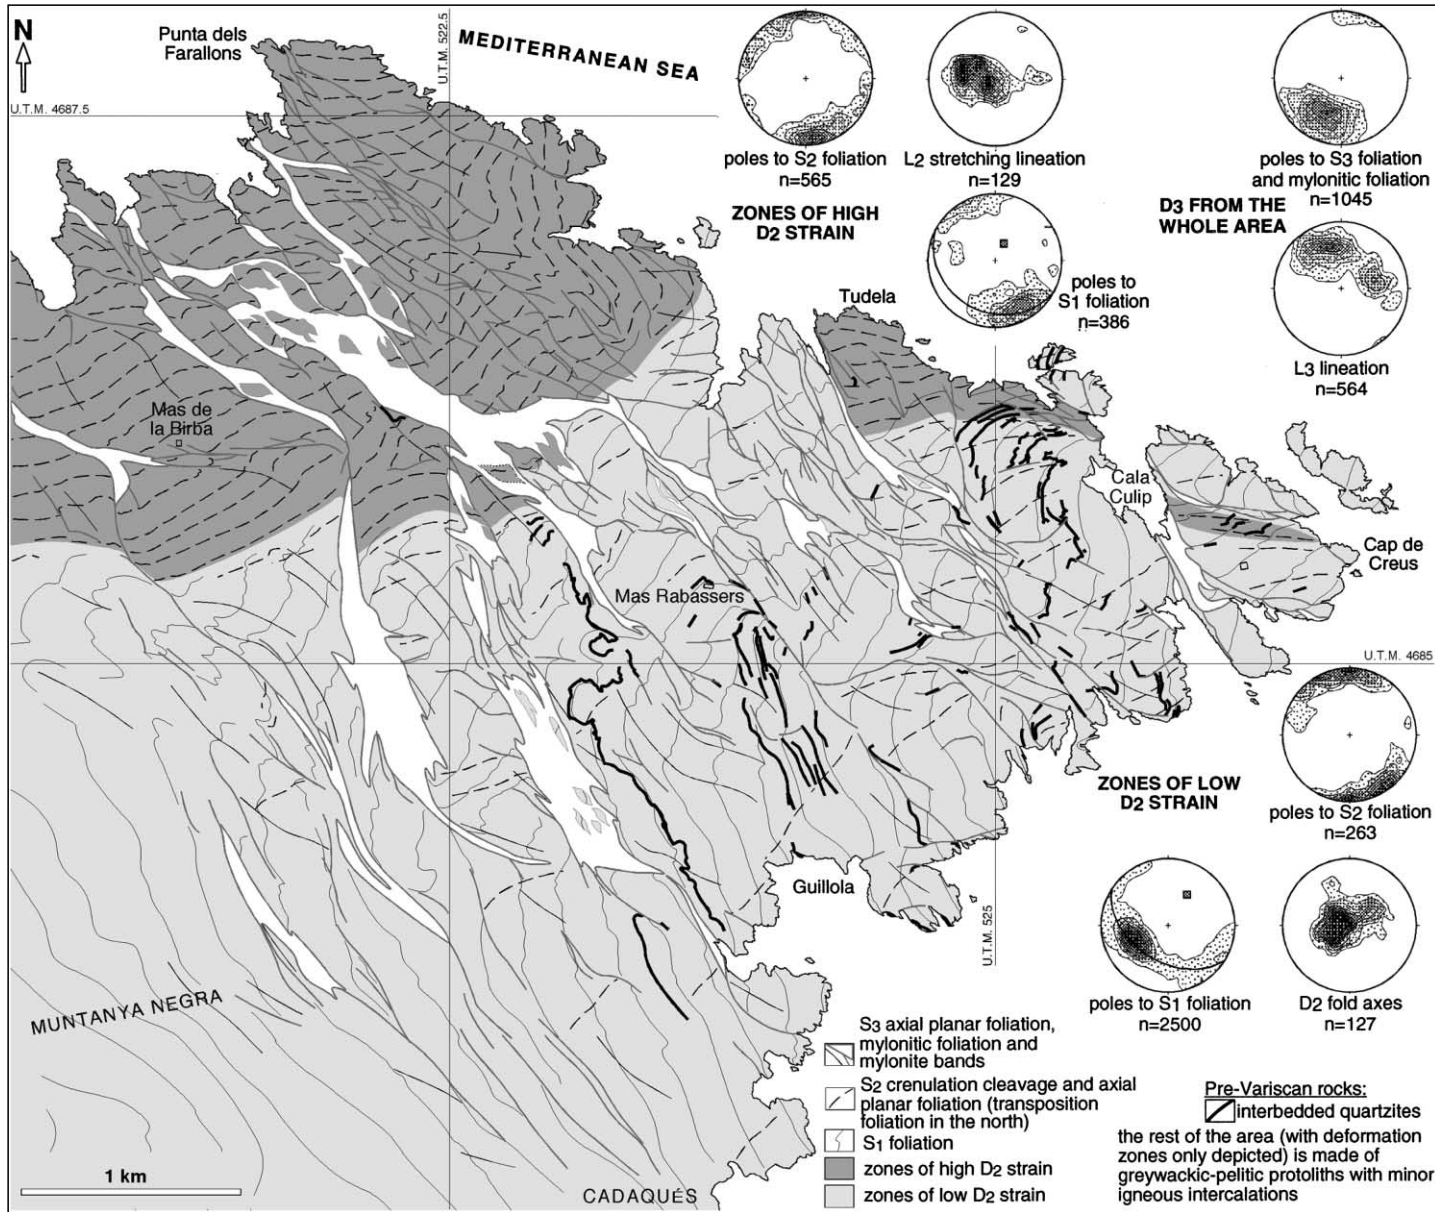 N
Punta dels
Farallons
U.T.M. 522.5
MEDITERRANEAN SEA
U.T.M. 4687.5
poles to S2 foliation
n=565
L2 stretching lineation
n=129
ZONES OF HIGH
D2 STRAIN
poles to
S1 foliation
n=386
poles to S3 foliation
and mylonitic foliation
n=1045
D3 FROM THE
WHOLE AREA
L3 lineation
n=564
Tudela
Mas de
la Birba
Cala
Culip
Cap de
Creus
Mas Rabassers
U.T.M. 4685
ZONES OF LOW
D2 STRAIN
poles to S2 foliation
n=263
Guillola
U.T.M. 525
poles to S1 foliation
n=2500
D2 fold axes
n=127
MUNTANYA NEGRA
S3 axial planar foliation,
mylonitic foliation and
mylonite bands
S2 crenulation cleavage and axial
planar foliation (transposition
foliation in the north)
S1 foliation
zones of high D2 strain
zones of low D2 strain
Pre-Variscan rocks:
interbedded quartzites
the rest of the area (with deformation
zones only depicted) is made of
greywackic-pelitic protoliths with minor
igneous intercalations
1 km
CADAQUÉS